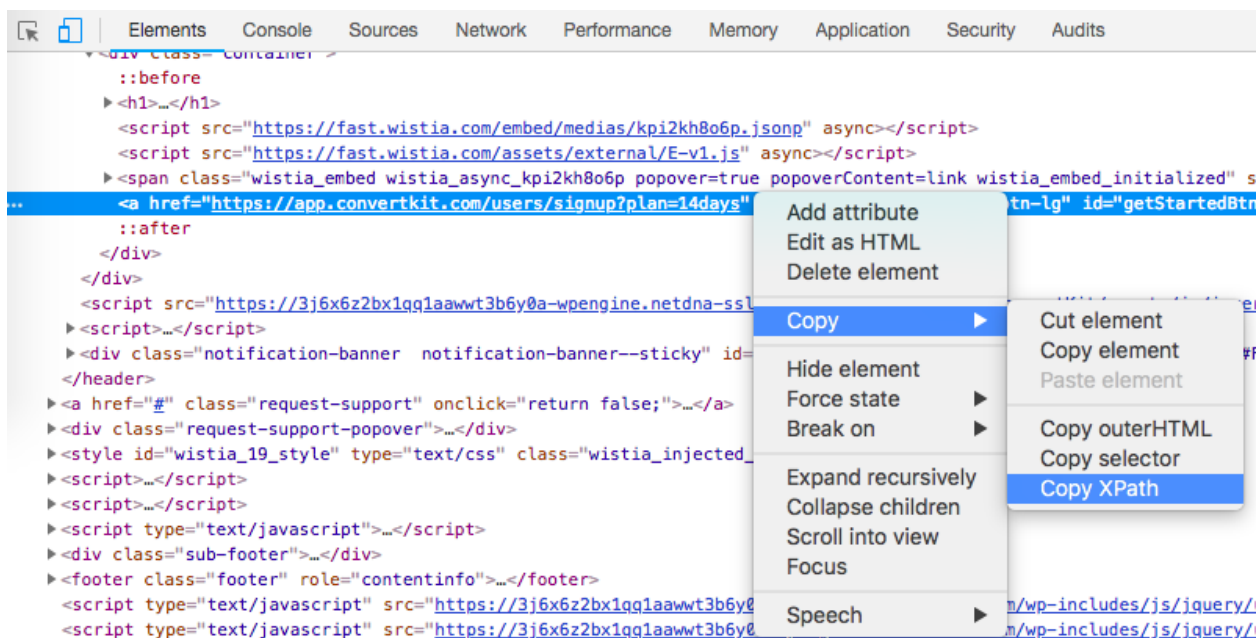 Elements Console Sources Network Performance Memory Application Security Audits
▼<div class="container">
::before
▶<h1>…</h1>
<script src="https://fast.wistia.com/embed/medias/kpi2kh8o6p.jsonp" async></script>
<script src="https://fast.wistia.com/assets/external/E-v1.js" async></script>
▶<span class="wistia_embed wistia_async_kpi2kh8o6p popover=true popoverContent=link wistia_embed_initialized" s
… <a href="https://app.convertkit.com/users/signup?plan=14days" tn-lg" id="getStartedBtn
::after
</div>
</div>
<script src="https://3j6x6z2bx1qq1aawwt3b6y0a-wpengine.netdna-ssl
▶<script>…</script>
▶<div class="notification-banner  notification-banner--sticky" id= #F
</header>
▶<a href="#" class="request-support" onclick="return false;">…</a>
▶<div class="request-support-popover">…</div>
▶<style id="wistia_19_style" type="text/css" class="wistia_injected_
▶<script>…</script>
▶<script>…</script>
▶<script type="text/javascript">…</script>
▶<div class="sub-footer">…</div>
▶<footer class="footer" role="contentinfo">…</footer>
<script type="text/javascript" src="https://3j6x6z2bx1qq1aawwt3b6y0 m/wp-includes/js/jquery/
<script type="text/javascript" src="https://3j6x6z2bx1qq1aawwt3b6y0 m/wp-includes/js/jquery/
Add attribute
Edit as HTML
Delete element
Copy ▶
Hide element
Force state ▶
Break on ▶
Expand recursively
Collapse children
Scroll into view
Focus
Speech ▶
Cut element
Copy element
Paste element
Copy outerHTML
Copy selector
Copy XPath